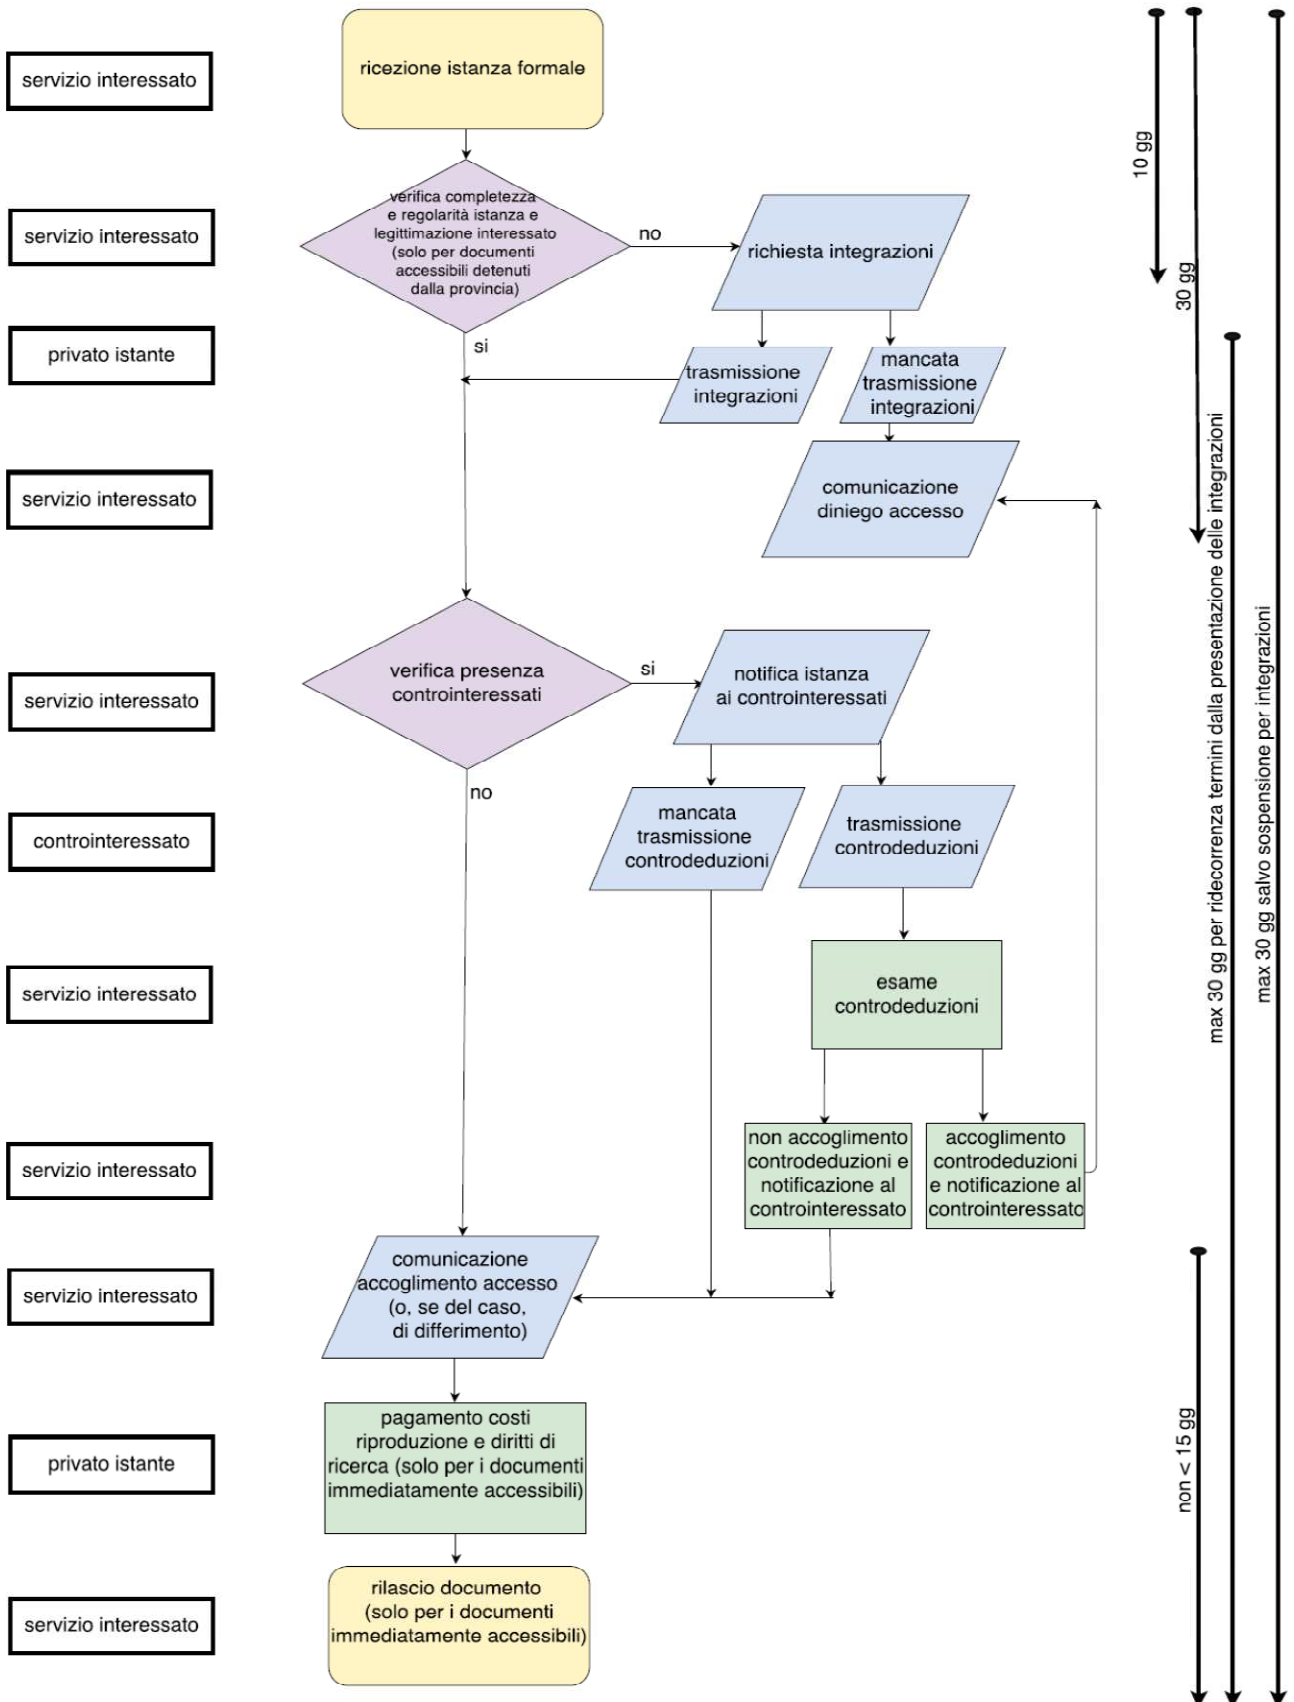 servizio interessato
ricezione istanza formale
10 gg
servizio interessato
verifica completezza
e regolarità istanza e
legittimazione interessato
(solo per documenti
accessibili detenuti
dalla provincia)
no
richiesta integrazioni
30 gg
privato istante
si
trasmissione
integrazioni
mancata
trasmissione
integrazioni
servizio interessato
comunicazione
diniego accesso
max 30 gg per ridecorrenza termini dalla presentazione delle integrazioni
max 30 gg salvo sospensione per integrazioni
servizio interessato
verifica presenza
controinteressati
si
notifica istanza
ai controinteressati
no
controinteressato
mancata
trasmissione
controdeduzioni
trasmissione
controdeduzioni
servizio interessato
esame
controdeduzioni
servizio interessato
non accoglimento
controdeduzioni e
notificazione al
controinteressato
accoglimento
controdeduzioni
e notificazione al
controinteressato
servizio interessato
comunicazione
accoglimento accesso
(o, se del caso,
di differimento)
non < 15 gg
privato istante
pagamento costi
riproduzione e diritti di
ricerca (solo per i documenti
immediatamente accessibili)
servizio interessato
rilascio documento
(solo per i documenti
immediatamente accessibili)